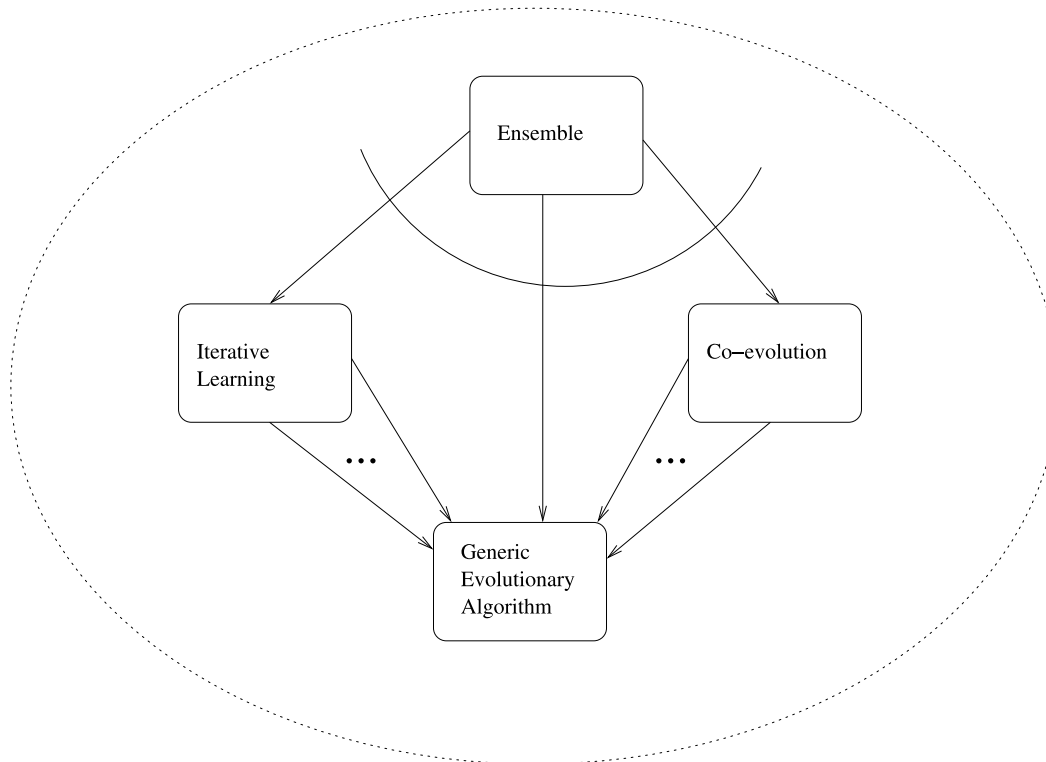 Ensemble
Iterative
Learning
Co−evolution
...
...
Generic
Evolutionary
Algorithm